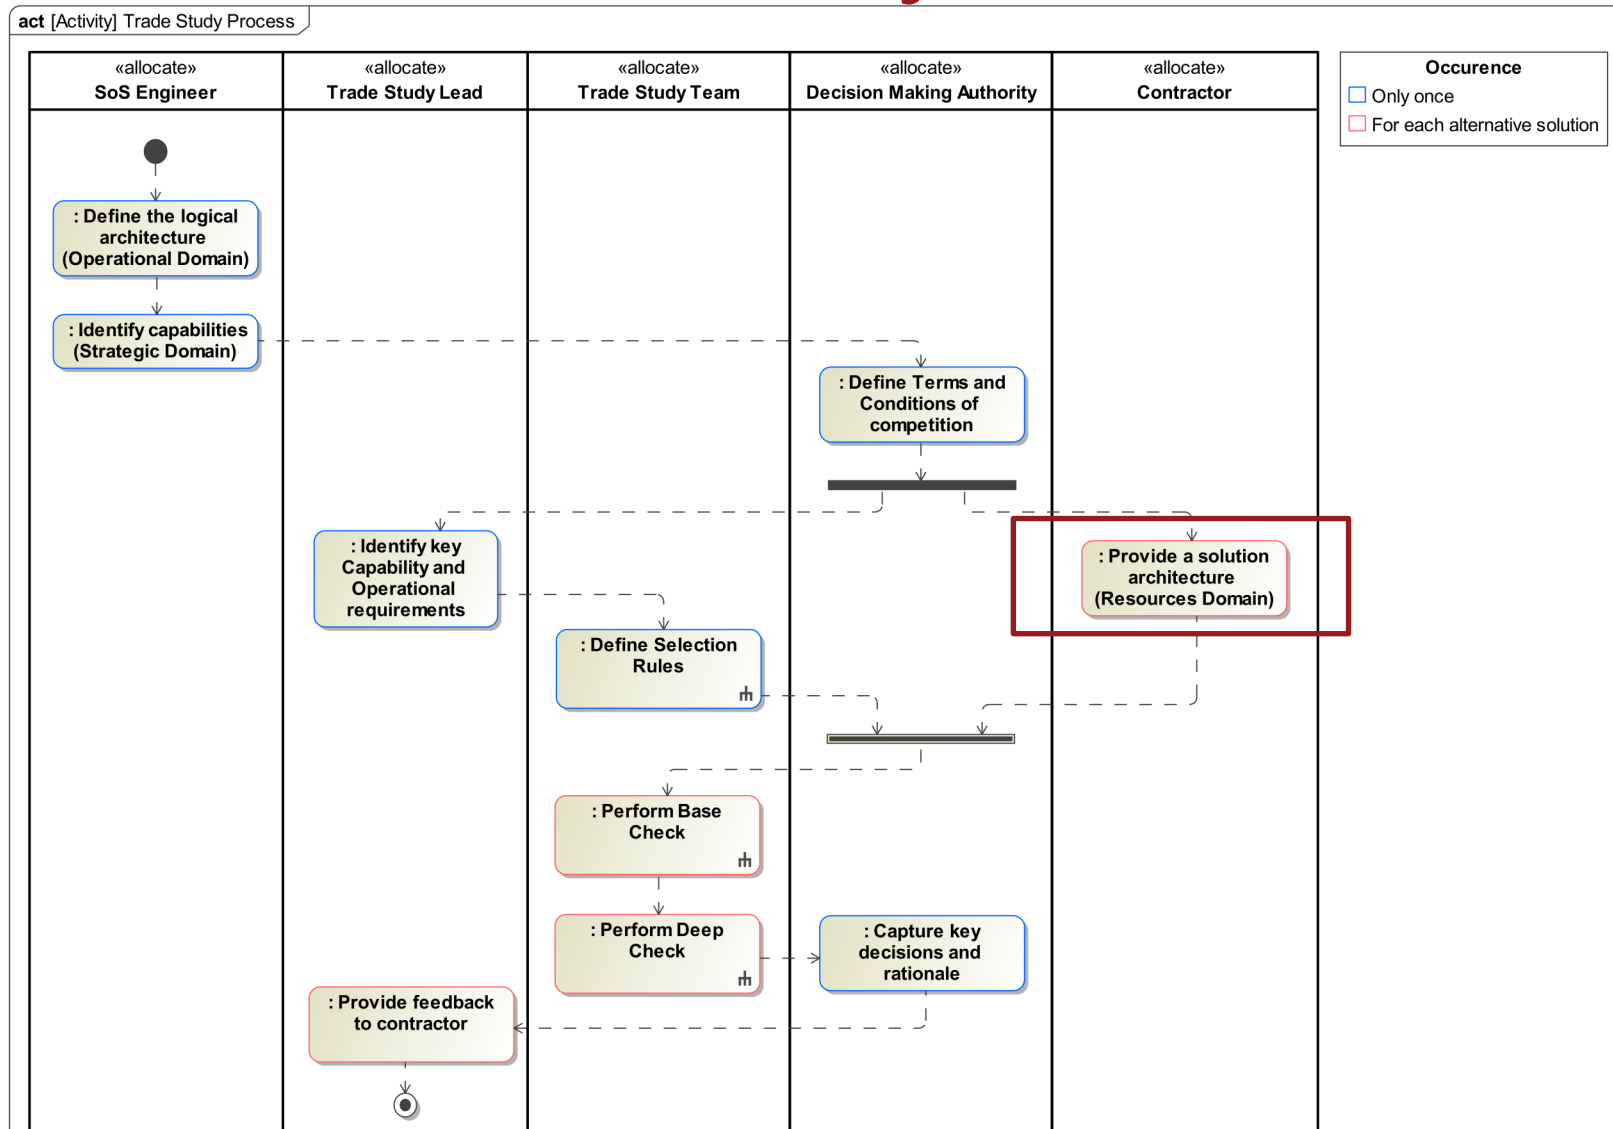 act [Activity] Trade Study Process
«allocate»
SoS Engineer
«allocate»
Trade Study Lead
«allocate»
Trade Study Team
«allocate»
Decision Making Authority
«allocate»
Contractor
Occurence
Only once
For each alternative solution
: Define the logical
architecture
(Operational Domain)
: Identify capabilities
(Strategic Domain)
: Define Terms and
Conditions of
competition
: Identify key
Capability and
Operational
requirements
: Provide a solution
architecture
(Resources Domain)
: Define Selection
Rules
: Perform Base
Check
: Perform Deep
Check
: Capture key
decisions and
rationale
: Provide feedback
to contractor